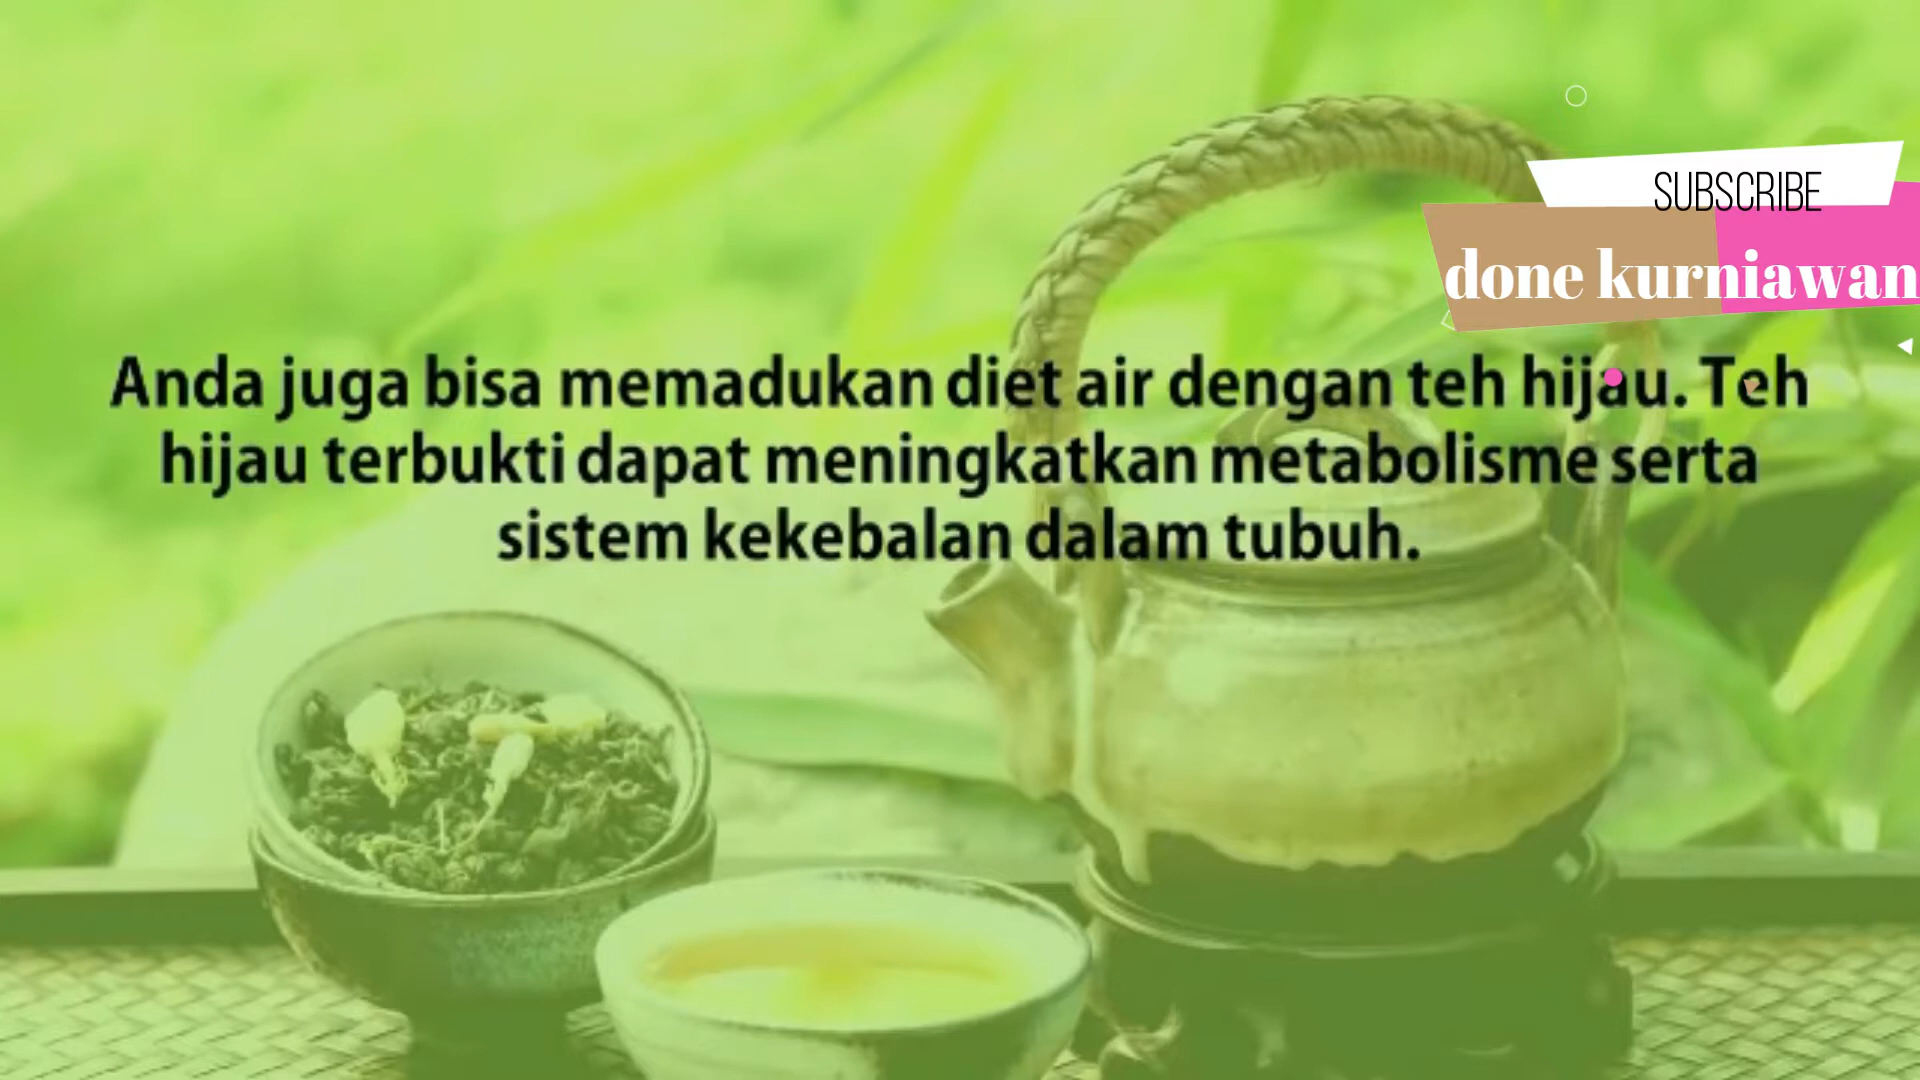 SUBSCRIBE
done kurniawan
Anda juga bisa memadukan diet air dengan teh hijau. Teh
hijau terbukti dapat meningkatkan metabolisme serta
sistem kekebalan dalam tubuh.